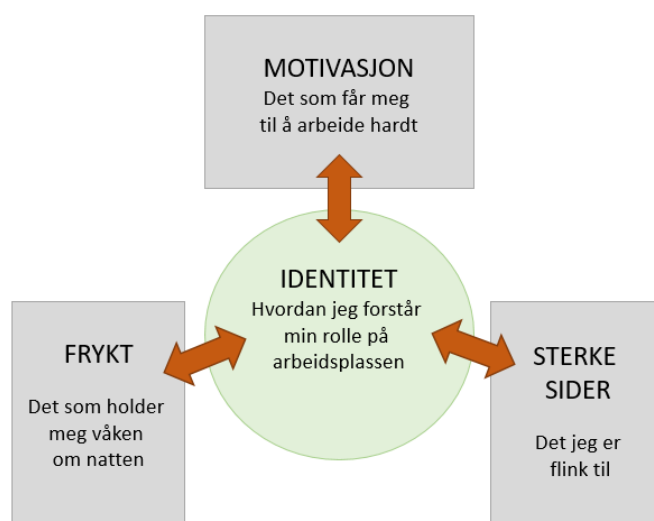 MOTIVASJON
Det som får meg
til å arbeide hardt
IDENTITET
Hvordan jeg forstår
min rolle på
arbeidsplassen
FRYKT
Det som holder
meg våken
om natten
STERKE
SIDER
Det jeg er
flink til